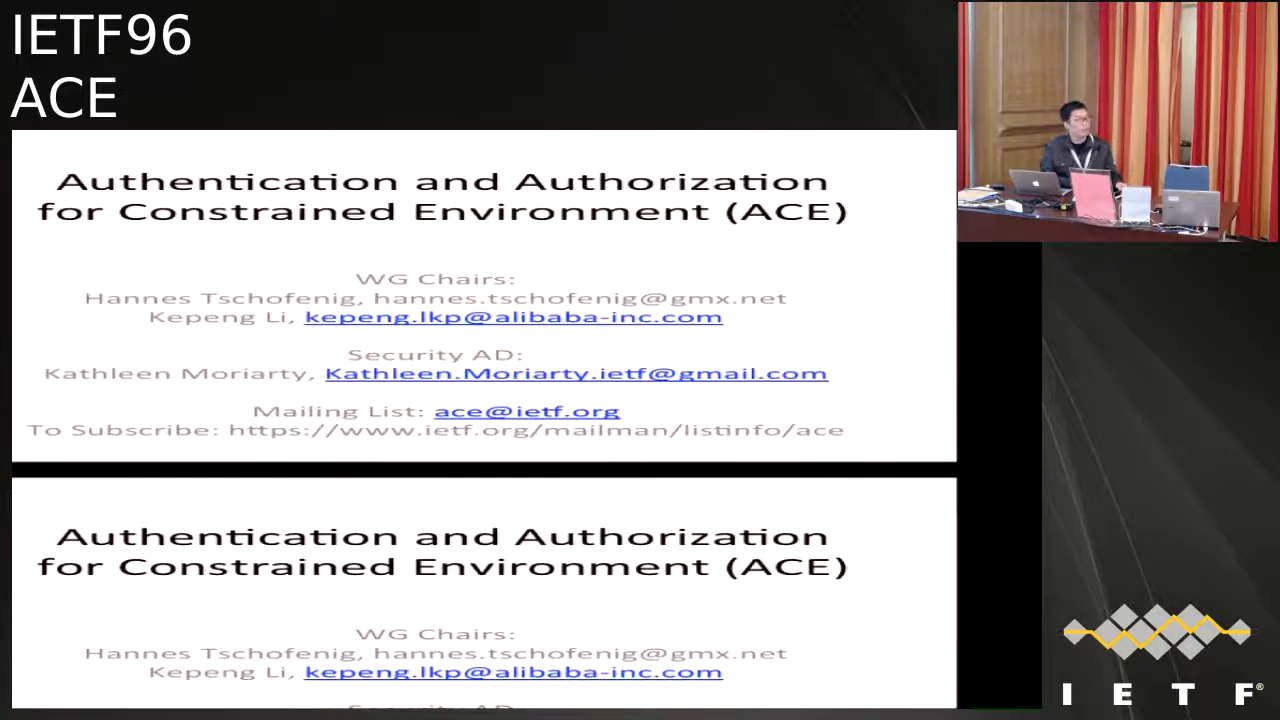 IETF96
ACE
Authentication and Authorization
for Constrained Environment (ACE)
WG Chairs:
Hannes Tschofenig, hannes.tschofenig@gmx.net
Kepeng Li, kepeng.lkp@alibaba-inc.com
Security AD:
Kathleen Moriarty, Kathleen.Moriarty.ietf@gmail.com
Mailing List: ace@ietf.org
To Subscribe: https://www.ietf.org/mailman/listinfo/ace
Authentication and Authorization
for Constrained Environment (ACE)
WG Chairs:
Hannes Tschofenig, hannes.tschofenig@gmx.net
Kepeng Li, kepeng.lkp@alibaba-inc.com
Security AD:
I E T F®